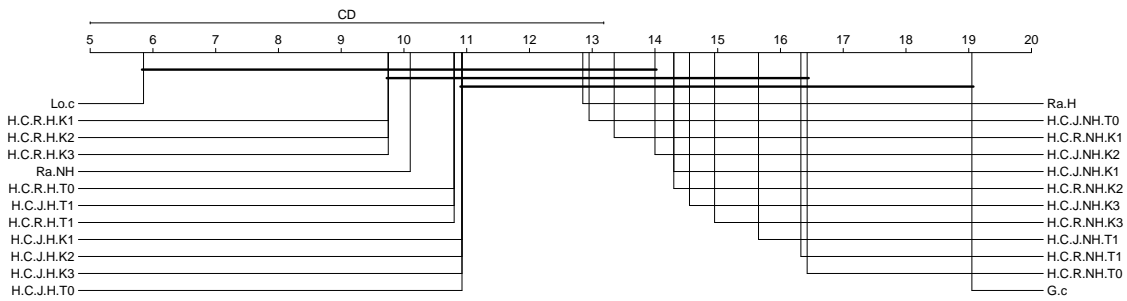 CD
5 6 7 8 9 10 11 12 13 14 15 16 17 18 19 20
Lo.c
H.C.R.H.K1
H.C.R.H.K2
H.C.R.H.K3
Ra.NH
H.C.R.H.T0
H.C.J.H.T1
H.C.R.H.T1
H.C.J.H.K1
H.C.J.H.K2
H.C.J.H.K3
H.C.J.H.T0
Ra.H
H.C.J.NH.T0
H.C.R.NH.K1
H.C.J.NH.K2
H.C.J.NH.K1
H.C.R.NH.K2
H.C.J.NH.K3
H.C.R.NH.K3
H.C.J.NH.T1
H.C.R.NH.T1
H.C.R.NH.T0
G.c